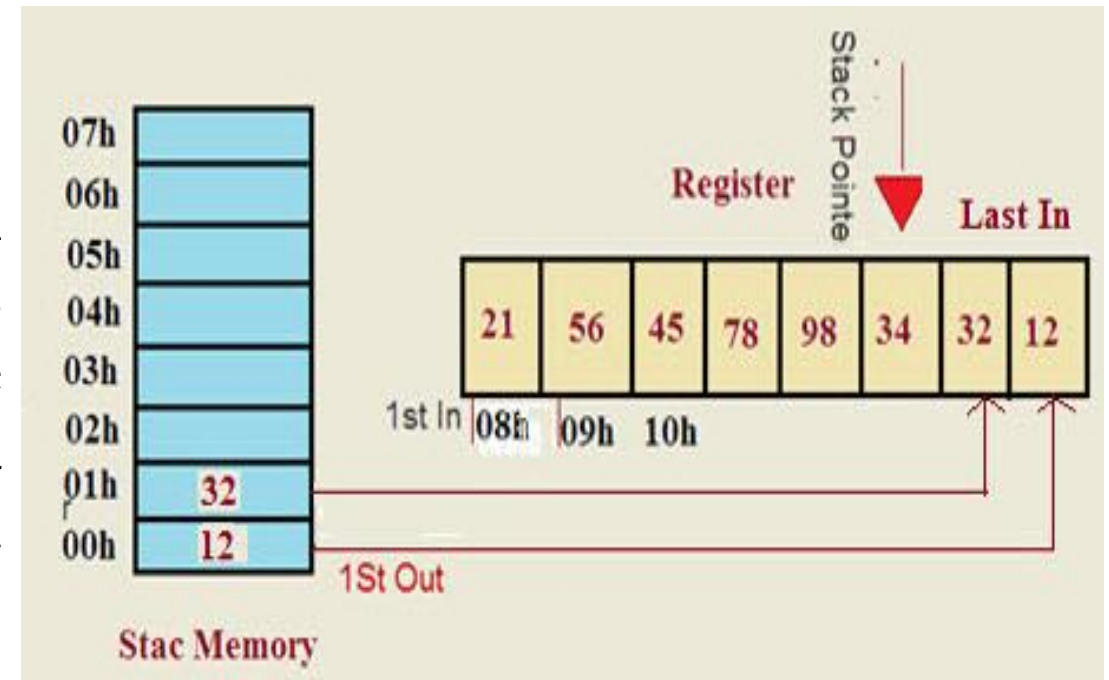 07h
06h
05h
04h
03h
02h
01h 32
r
00h 12
1St Out
Stac Memory
Stack Pointe
Register
Last In
21 56 45 78 98 34 32 12
1st In 08h 09h 10h